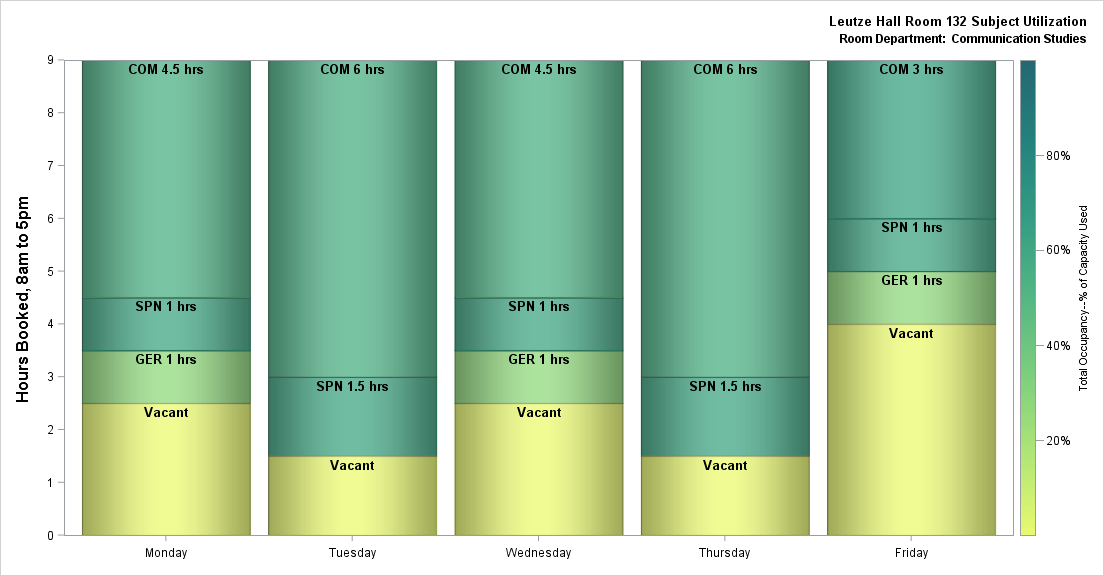 Leutze Hall Room 132 Subject Utilization
Room Department: Communication Studies
Hours Booked, 8am to 5pm
9
8
7
6
5
4
3
2
1
0
COM 4.5 hrs
SPN 1 hrs
GER 1 hrs
Vacant
COM 6 hrs
SPN 1.5 hrs
Vacant
COM 4.5 hrs
SPN 1 hrs
GER 1 hrs
Vacant
COM 6 hrs
SPN 1.5 hrs
Vacant
COM 3 hrs
SPN 1 hrs
GER 1 hrs
Vacant
Monday
Tuesday
Wednesday
Thursday
Friday
80%
60%
40%
20%
Total Occupancy--% of Capacity Used